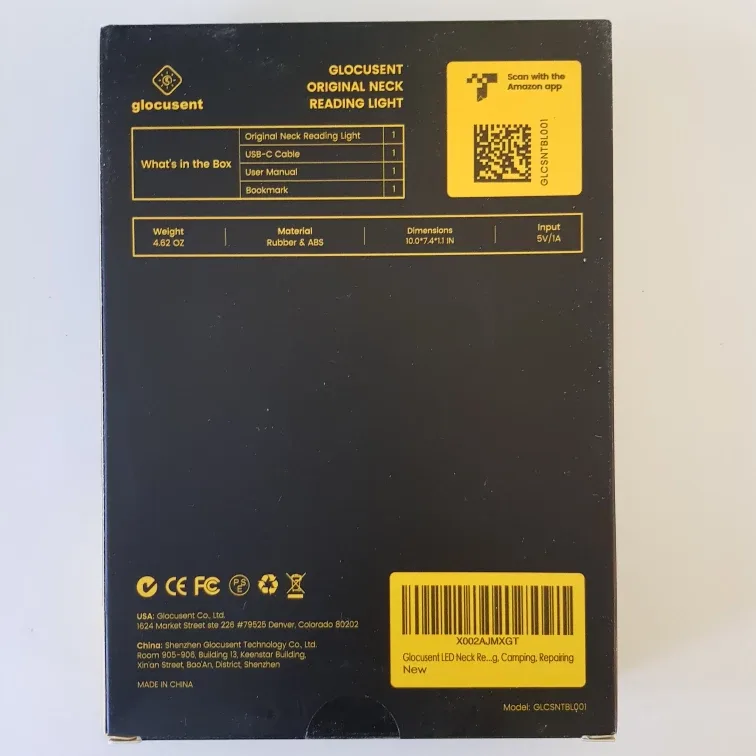 glocusent
GLOCUSENT
ORIGINAL NECK
READING LIGHT
Scan with the
Amazon app
GLCSNTBL001
What's in the Box
Original Neck Reading Light 1
USB-C Cable 1
User Manual 1
Bookmark 1
Weight
4.62 OZ
Material
Rubber & ABS
Dimensions
10.0*7.4*1.1 IN
Input
5V/1A
CE FC PSE
USA: Glocusent Co., Ltd.
1624 Market Street ste 226 #79525 Denver, Colorado 80202
China: Shenzhen Glocusent Technology Co., Ltd.
Room 905-906, Building 13, Keenstar Building,
Xin'an Street, Bao'An, District, Shenzhen
MADE IN CHINA
X002AJMXGT
Glocusent LED Neck Re...g, Camping, Repairing
New
Model: GLCSNTBL001